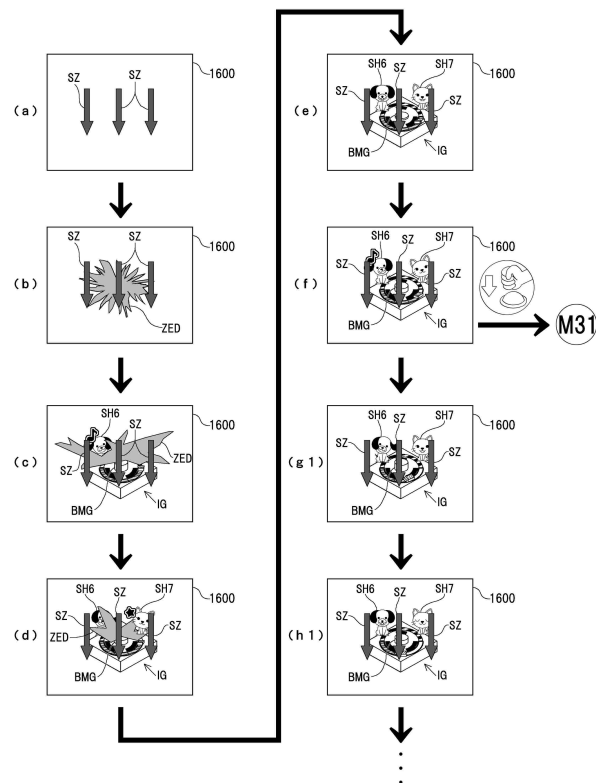 (a)
SZ
SZ
1600
(b)
SZ
SZ
1600
ZED
(c)
SH6
SZ
1600
ZED
SZ
BMG
IG
(d)
SH6
SZ
SH7
1600
SZ
SZ
ZED
BMG
IG
(e)
SH6
SZ
SH7
1600
SZ
SZ
BMG
IG
(f)
SH6
SZ
SH7
1600
SZ
SZ
BMG
IG
M31
(g1)
SH6
SZ
SH7
1600
SZ
SZ
BMG
IG
(h1)
SH6
SZ
SH7
1600
SZ
SZ
BMG
IG